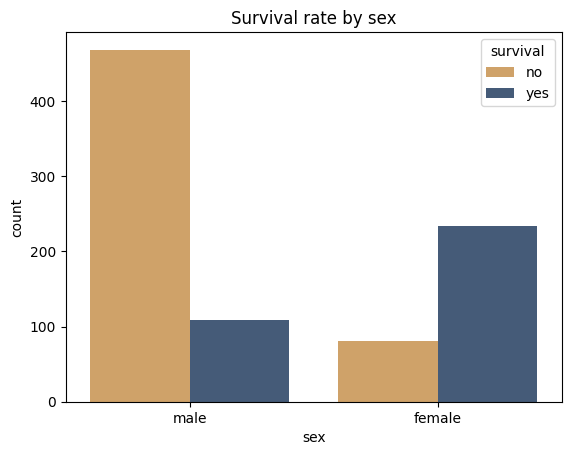 Survival rate by sex
survival
no
yes
count
400
300
200
100
0
male
female
sex